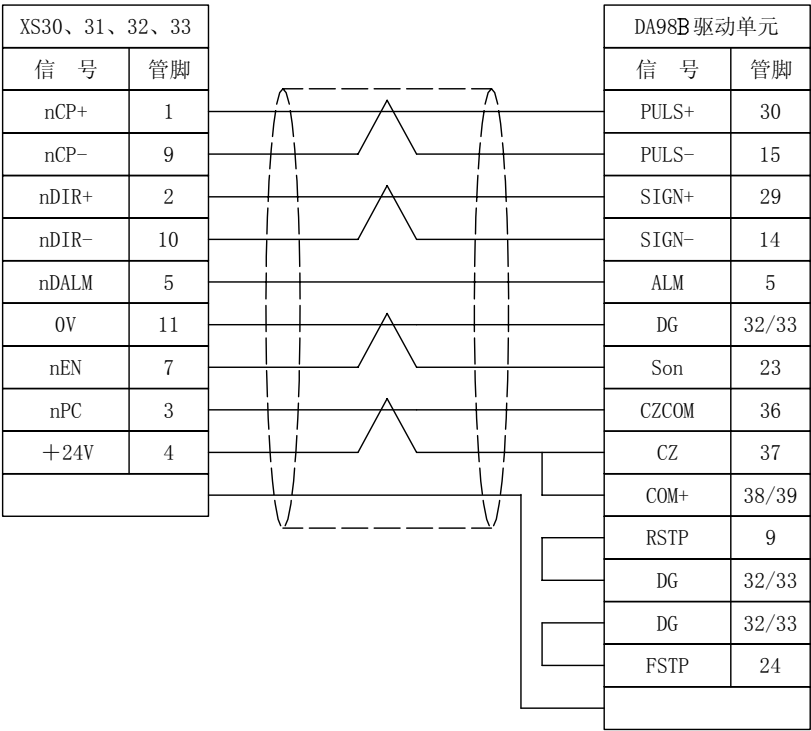 XS30、31、32、33
信 号 管脚
nCP+ 1
nCP- 9
nDIR+ 2
nDIR- 10
nDALM 5
0V 11
nEN 7
nPC 3
+24V 4
DA98B驱动单元
信 号 管脚
PULS+ 30
PULS- 15
SIGN+ 29
SIGN- 14
ALM 5
DG 32/33
Son 23
CZCOM 36
CZ 37
COM+ 38/39
RSTP 9
DG 32/33
DG 32/33
FSTP 24